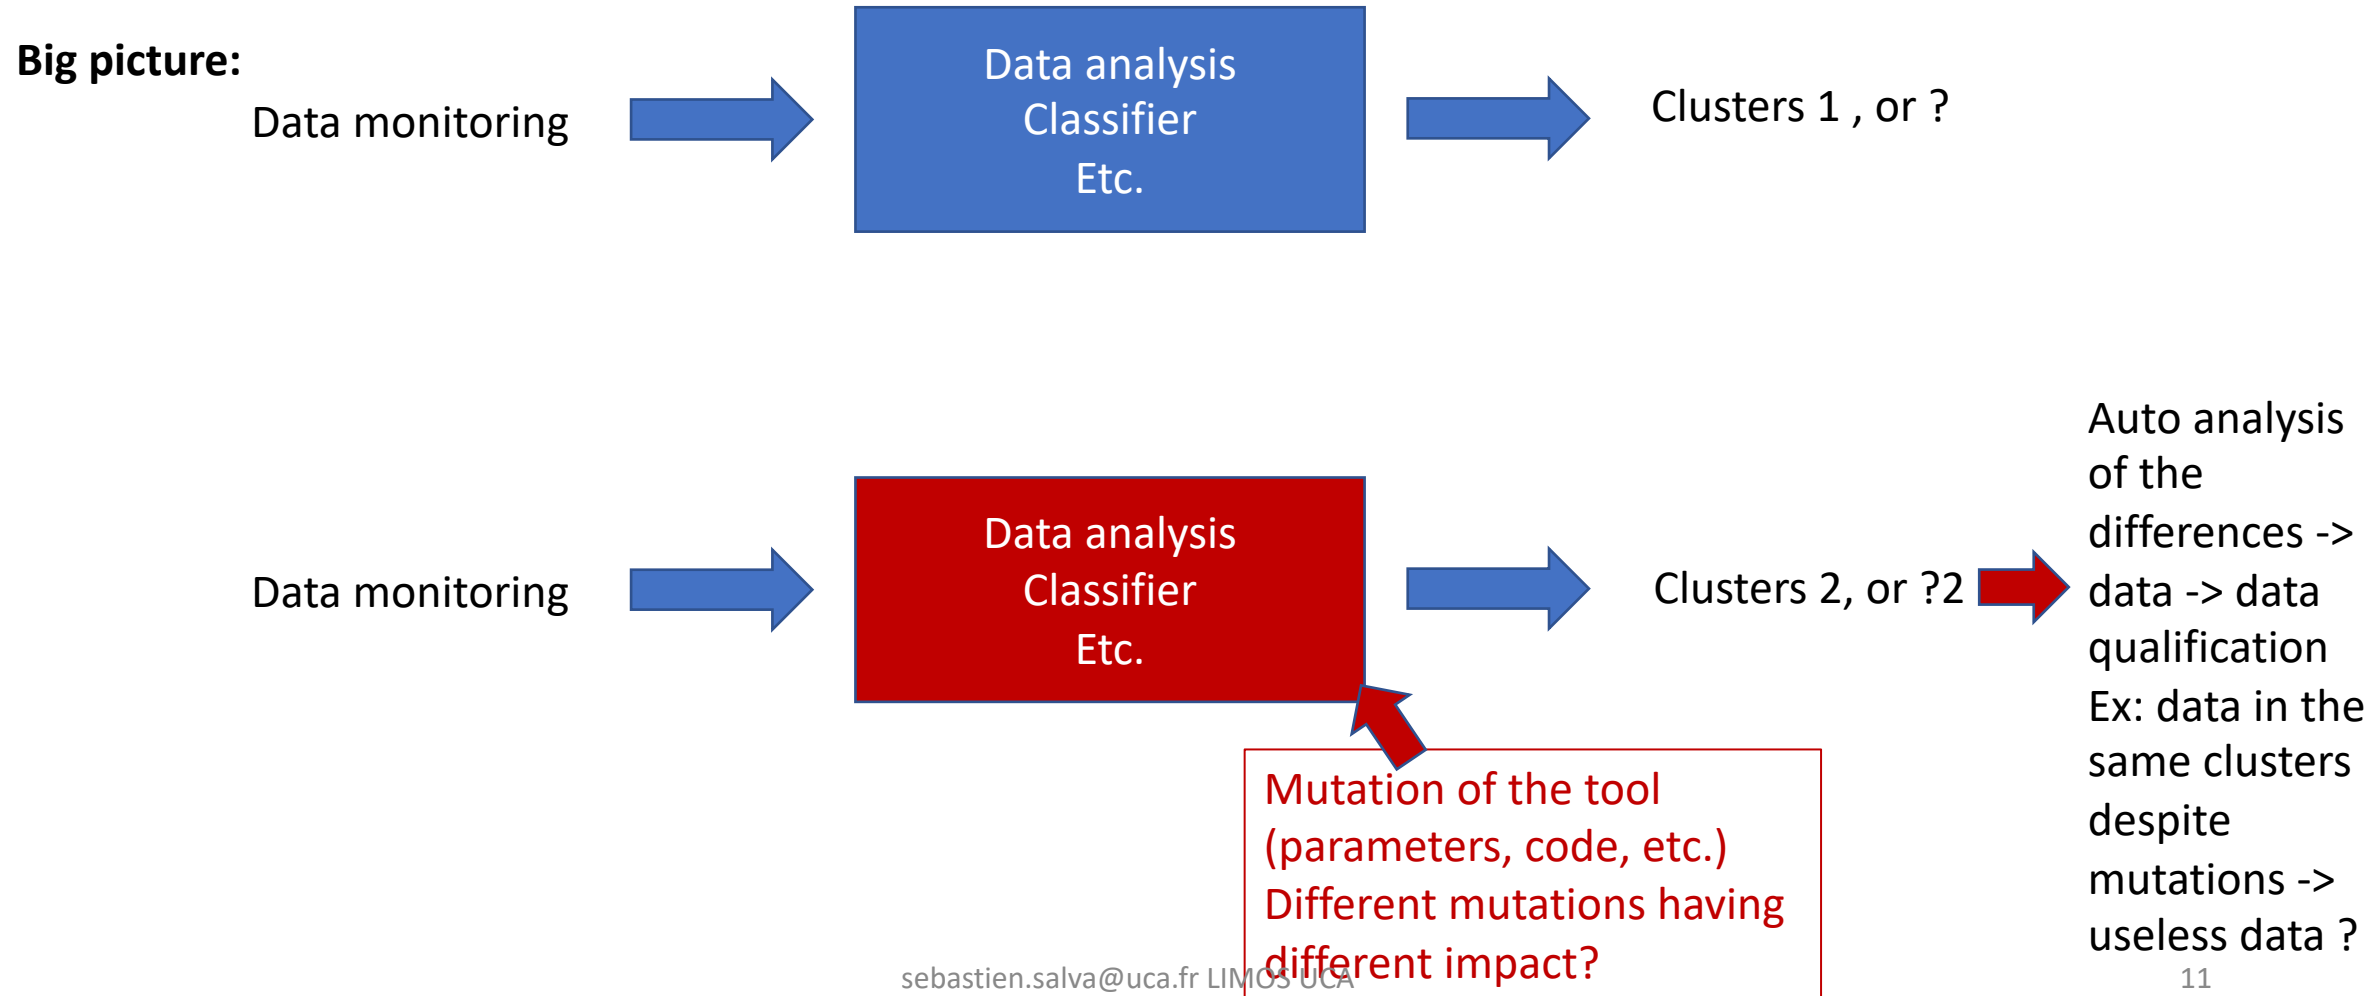 Big picture:
Data monitoring
Data analysis
Classifier
Etc.
Clusters 1 , or ?
Data monitoring
Data analysis
Classifier
Etc.
Clusters 2, or ?2
Auto analysis
of the
differences ->
data -> data
qualification
Ex: data in the
same clusters
despite
mutations ->
useless data ?
Mutation of the tool
(parameters, code, etc.)
Different mutations having
different impact?
sebastien.salva@uca.fr LIMOS UCA
11